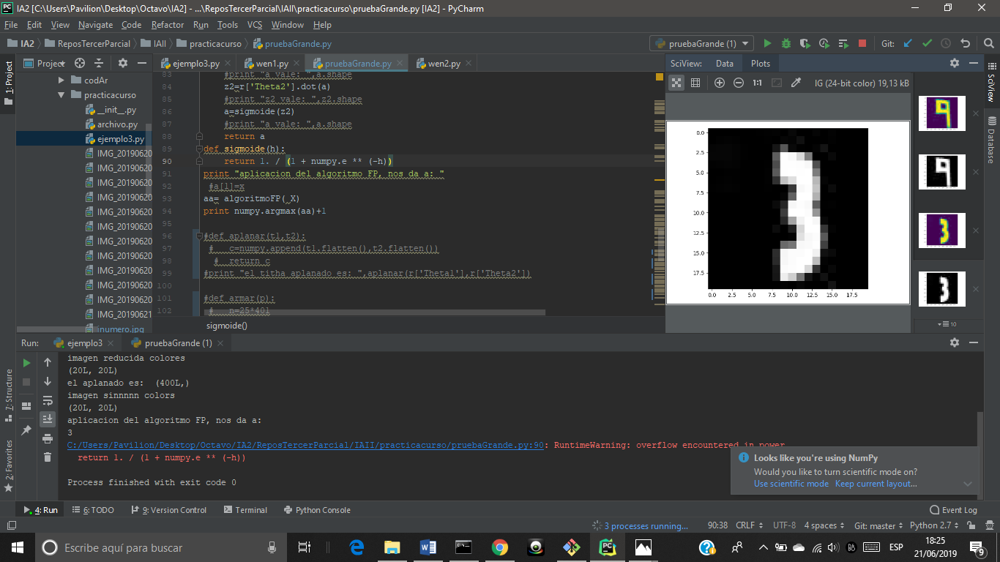 IA2 [C:\Users\Pavilion\Desktop\Octavo\IA2] - ...\ReposTercerParcial\IAII\practicacurso\pruebaGrande.py [IA2] - PyCharm
File Edit View Navigate Code Refactor Run Tools VCS Window Help
IA2 ReposTercerParcial IAII practicacurso pruebaGrande.py
pruebaGrande (1)
Git:
1: Project
Project
codAr
practicacurso
__init__.py
archivo.py
ejemplo3.py
IMG_20190620
IMG_20190620
IMG_20190620
IMG_20190620
IMG_20190620
IMG_20190620
IMG_20190620
IMG_20190620
IMG_20190620
IMG_20190620
IMG_20190620
IMG_20190621
inumero.jpg
ejemplo3.py wen1.py pruebaGrande.py wen2.py
83 #print "a vale: ",a.shape
84 z2=r['Theta2'].dot(a)
85 #print "z2 vale: ",z2.shape
86 a=sigmoide(z2)
87 #print "a vale: ",a.shape
88 return a
89 def sigmoide(h):
90 return 1. / (1 + numpy.e ** (-h))
91 print "aplicacion del algoritmo FP, nos da a: "
92 #a[1]=x
93 aa= algoritmoFP(_X)
94 print numpy.argmax(aa)+1
95
96 #def aplanar(t1,t2):
97 # c=numpy.append(t1.flatten(),t2.flatten())
98 # return c
99 #print "el titha aplanado es: ",aplanar(r['Theta1'],r['Theta2'])
100
101 #def armar(p):
102 # n=25*401
sigmoide()
SciView: Data Plots
1:1 IG (24-bit color) 19,13 kB
0.0
2.5
5.0
7.5
10.0
12.5
15.0
17.5
0.0 2.5 5.0 7.5 10.0 12.5 15.0 17.5
10
SciView
Database
Run: ejemplo3 pruebaGrande (1)
imagen reducida colores
(20L, 20L)
el aplanado es: (400L,)
imagen sinnnnn colors
(20L, 20L)
aplicacion del algoritmo FP, nos da a:
3
C:/Users/Pavilion/Desktop/Octavo/IA2/ReposTercerParcial/IAII/practicacurso/pruebaGrande.py:90: RuntimeWarning: overflow encountered in power
return 1. / (1 + numpy.e ** (-h))
Process finished with exit code 0
7: Structure
2: Favorites
Looks like you're using NumPy
Would you like to turn scientific mode on?
Use scientific mode Keep current layout...
4: Run 6: TODO 9: Version Control Terminal Python Console Event Log
3 processes running... 90:38 CRLF UTF-8 4 spaces Git: master Python 2.7
Escribe aquí para buscar
ESP
18:25
21/06/2019
9